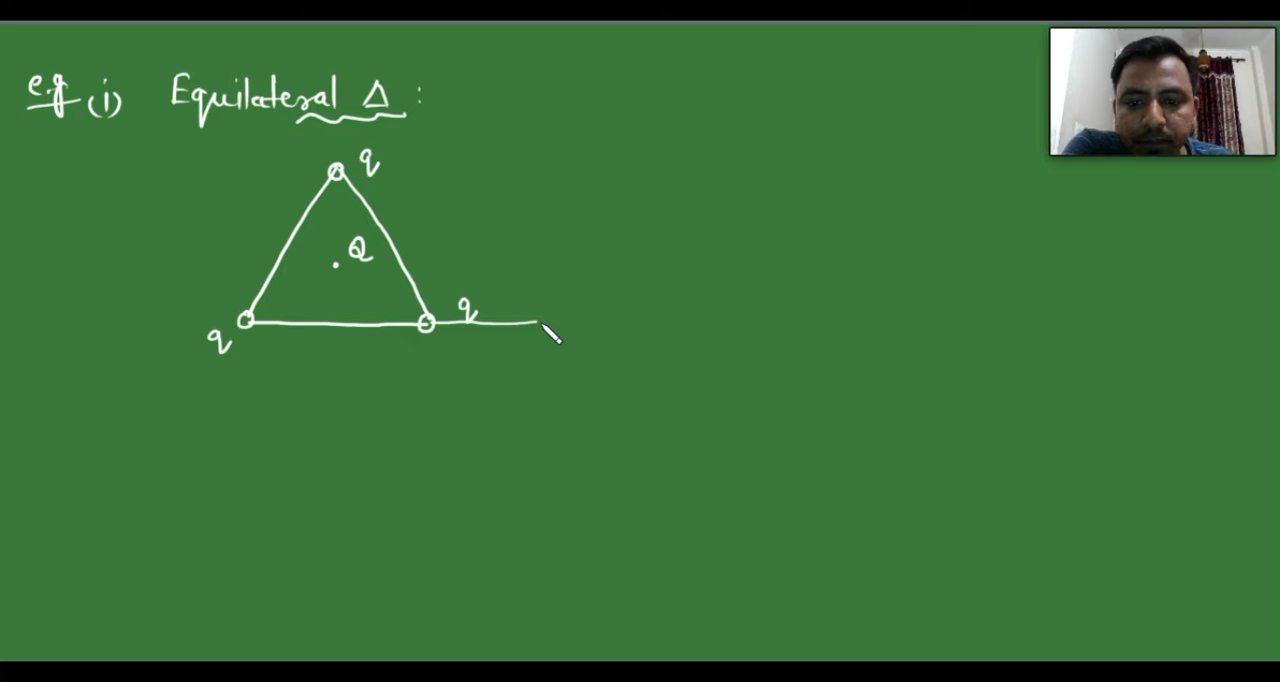 e.g (i) Equilateral Δ :
q
Q
q
q